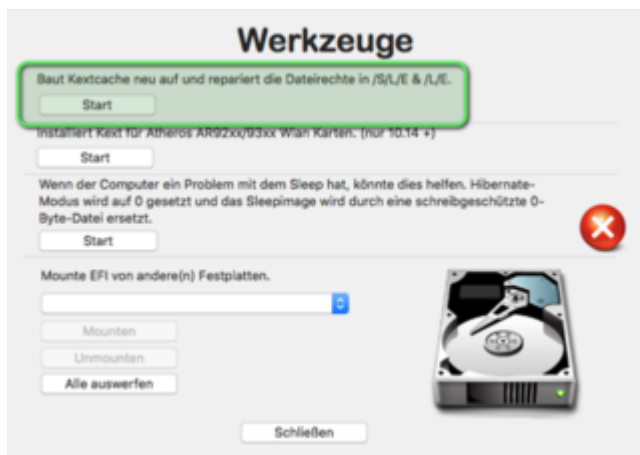 Werkzeuge
Baut Kextcache neu auf und repariert die Dateirechte in /S/L/E & /L/E.
Start
Installiert Kext für Atheros AR92xx/93xx Wlan Karten. (nur 10.14 +)
Start
Wenn der Computer ein Problem mit dem Sleep hat, könnte dies helfen. Hibernate-
Modus wird auf 0 gesetzt und das Sleepimage wird durch eine schreibgeschützte 0-
Byte-Datei ersetzt.
Start
Mounte EFI von andere(n) Festplatten.
Mounten
Unmounten
Alle auswerfen
Schließen